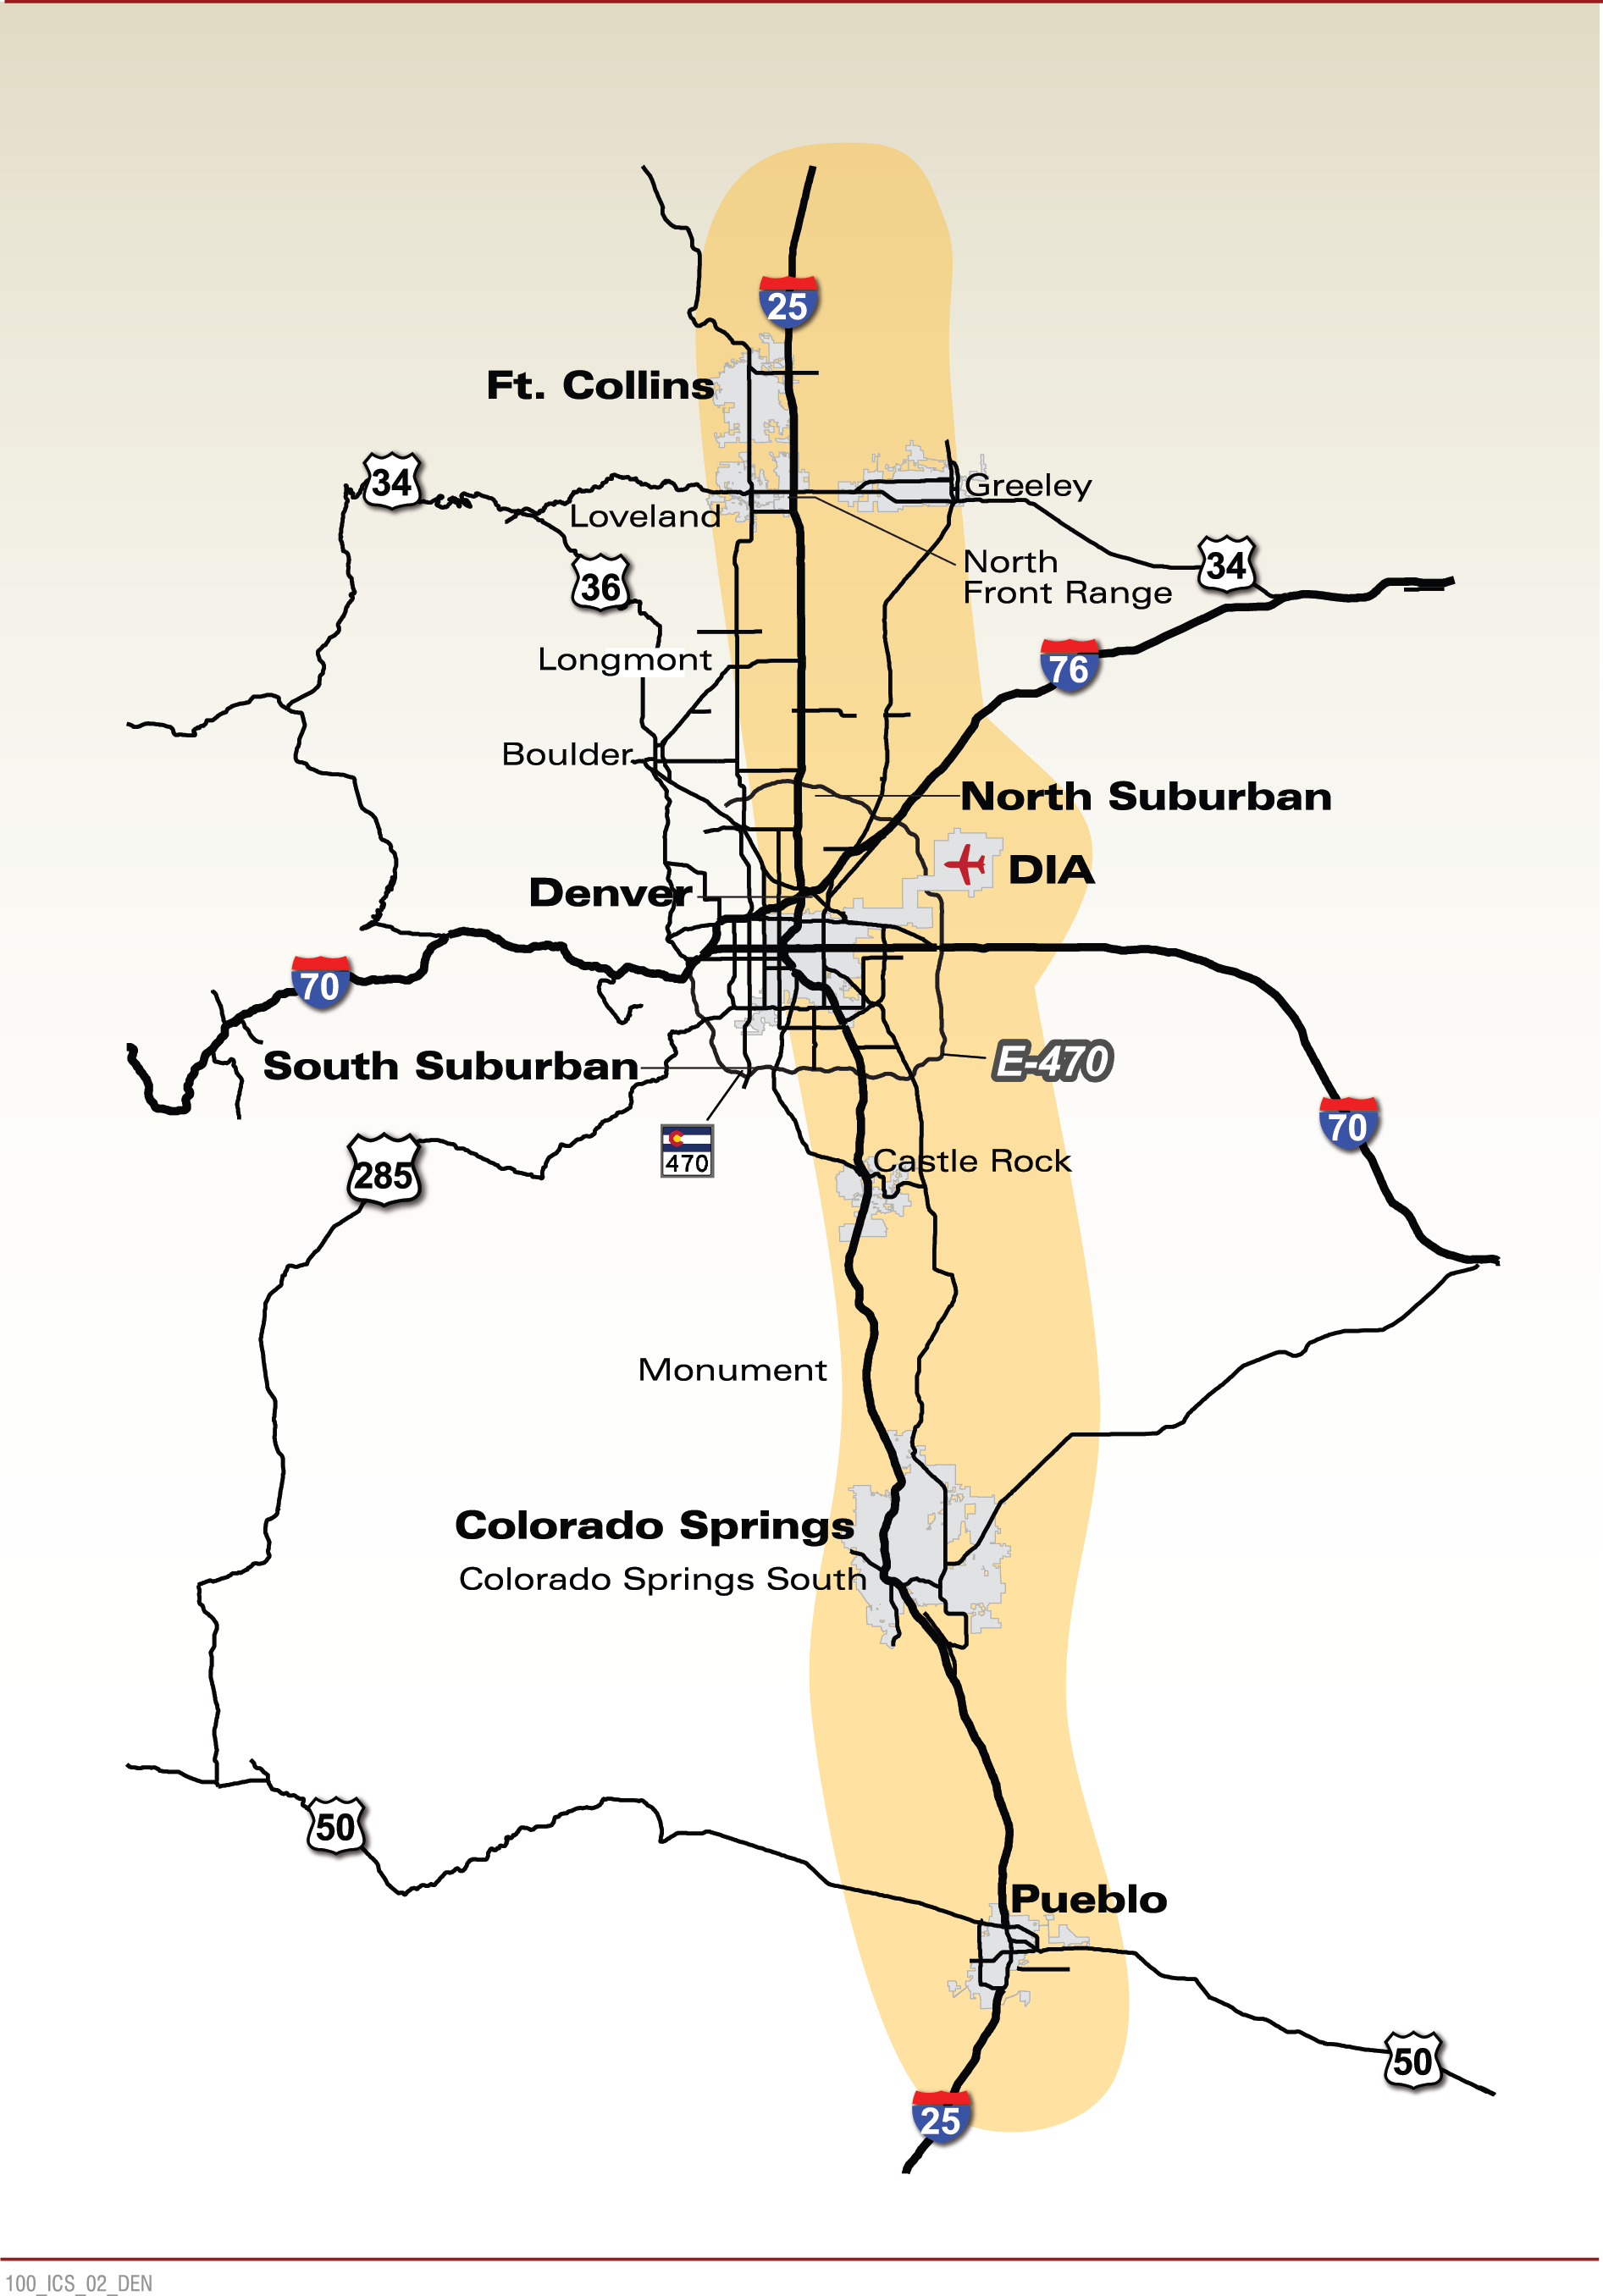 25
Ft. Collins
34
Greeley
Loveland
North
Front Range
34
36
Longmont
76
Boulder
North Suburban
DIA
Denver
70
South Suburban
E-470
70
470
Castle Rock
285
Monument
Colorado Springs
Colorado Springs South
50
Pueblo
50
25
100_ICS_02_DEN